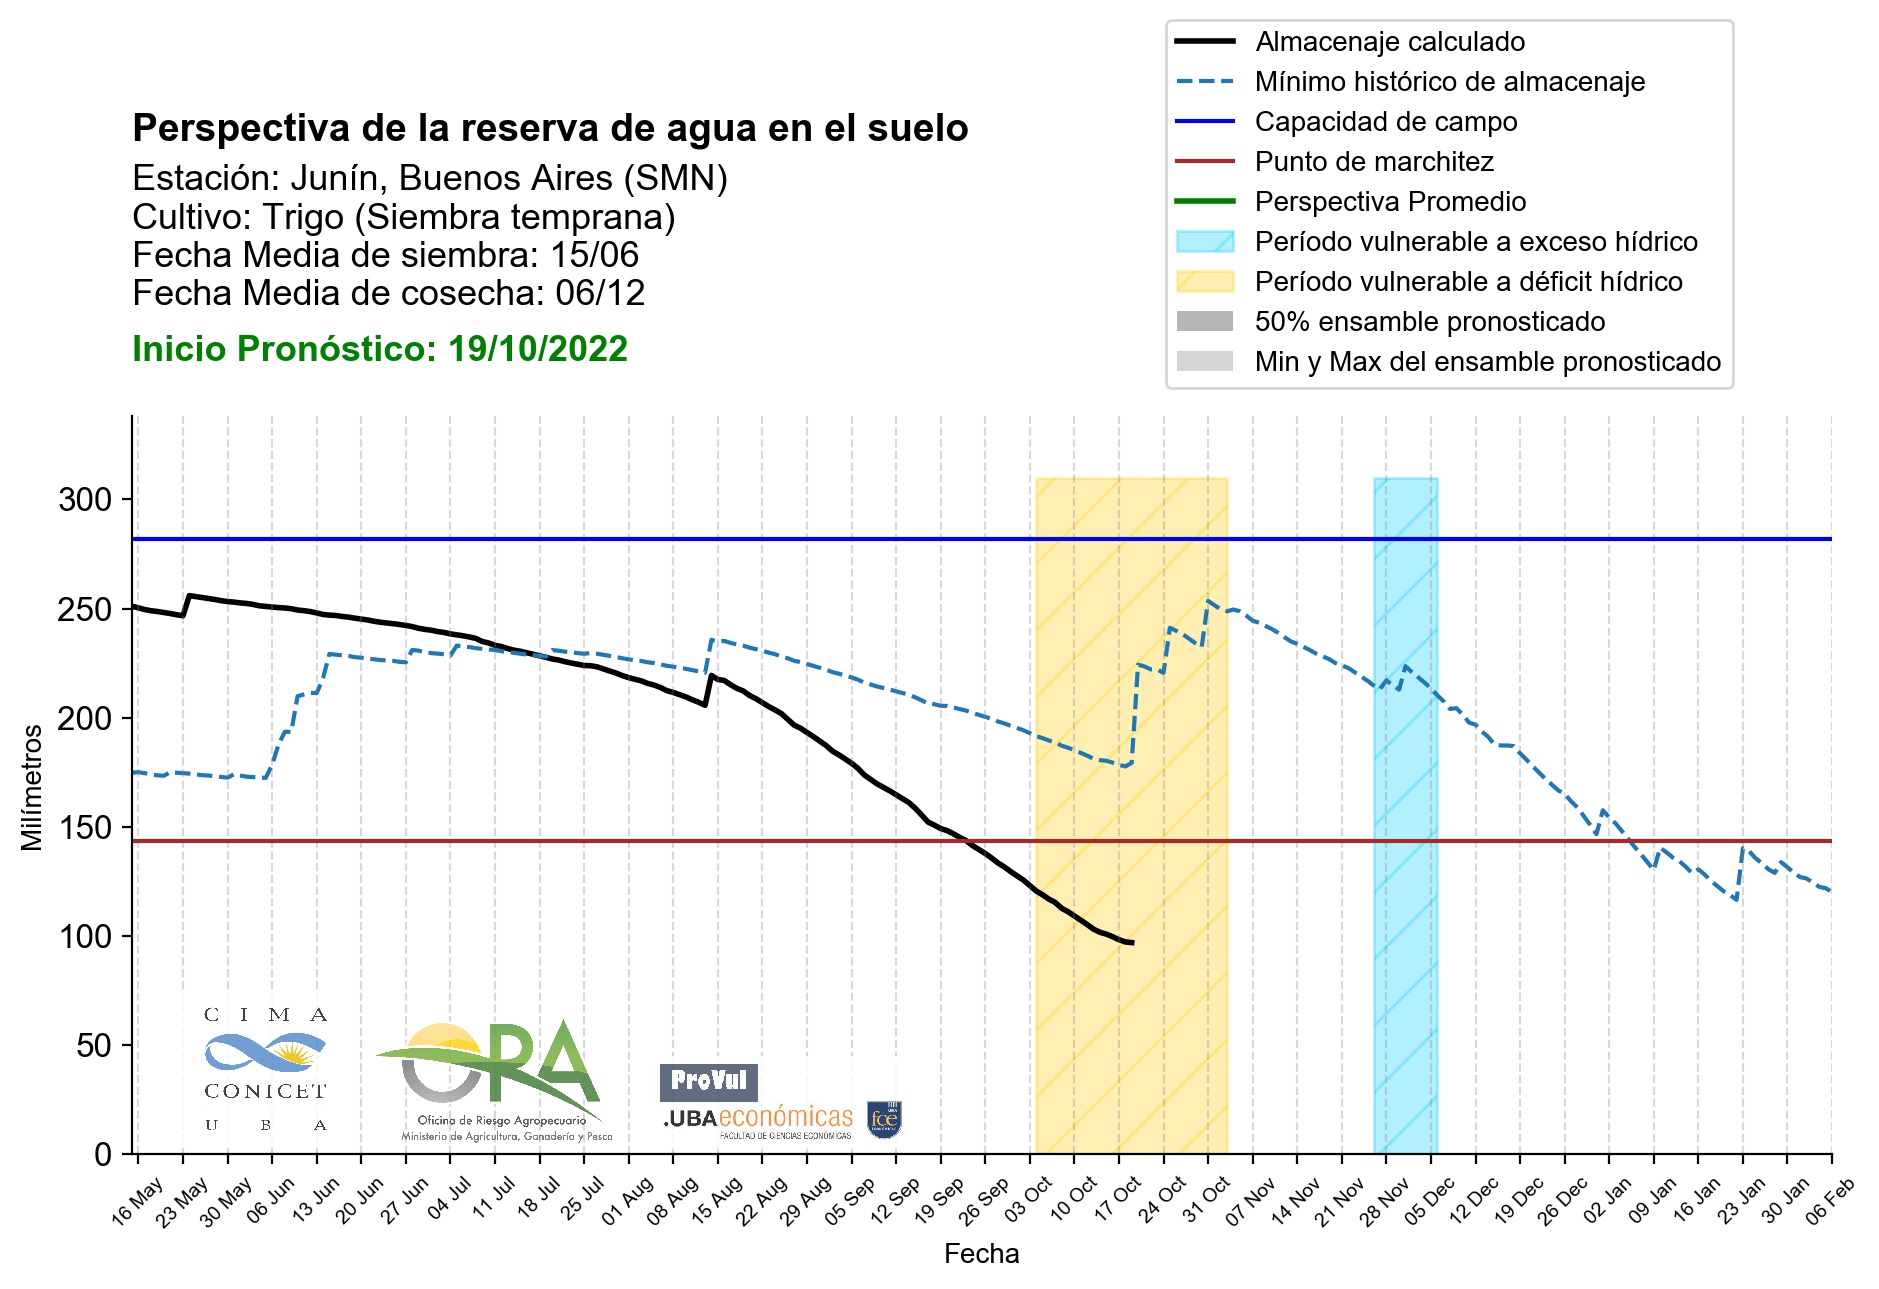 Almacenaje calculado
Mínimo histórico de almacenaje
Capacidad de campo
Punto de marchitez
Perspectiva Promedio
Período vulnerable a exceso hídrico
Período vulnerable a déficit hídrico
50% ensamble pronosticado
Min y Max del ensamble pronosticado
Perspectiva de la reserva de agua en el suelo
Estación: Junín, Buenos Aires (SMN)
Cultivo: Trigo (Siembra temprana)
Fecha Media de siembra: 15/06
Fecha Media de cosecha: 06/12
Inicio Pronóstico: 19/10/2022
Milímetros
300
250
200
150
100
50
0
CIMA
CONICET
UBA
ORA
Oficina de Riesgo Agropecuario
Ministerio de Agricultura, Ganadería y Pesca
ProVul
.UBAeconómicas
FACULTAD DE CIENCIAS ECONÓMICAS
UBA
fce
16 May
23 May
30 May
06 Jun
13 Jun
20 Jun
27 Jun
04 Jul
11 Jul
18 Jul
25 Jul
01 Aug
08 Aug
15 Aug
22 Aug
29 Aug
05 Sep
12 Sep
19 Sep
26 Sep
03 Oct
10 Oct
17 Oct
24 Oct
31 Oct
07 Nov
14 Nov
21 Nov
28 Nov
05 Dec
12 Dec
19 Dec
26 Dec
02 Jan
09 Jan
16 Jan
23 Jan
30 Jan
06 Feb
Fecha